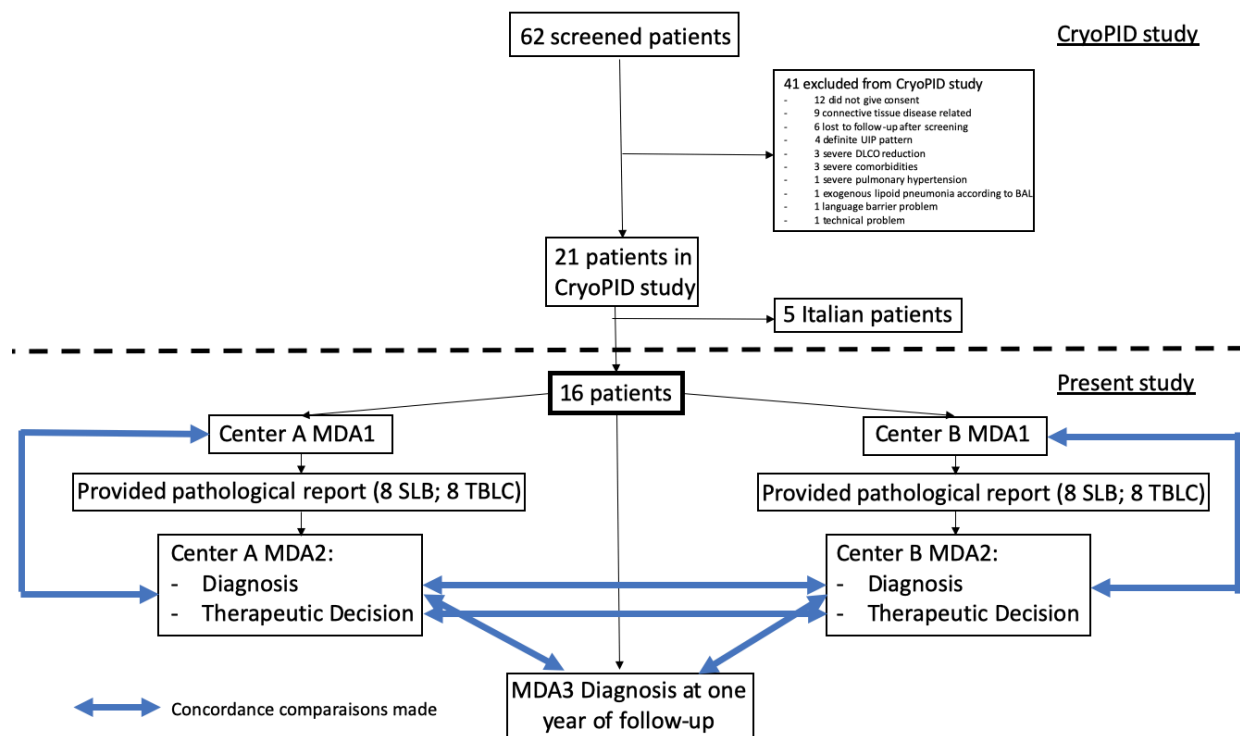 62 screened patients
CryoPID study
41 excluded from CryoPID study
- 12 did not give consent
- 9 connective tissue disease related
- 6 lost to follow-up after screening
- 4 definite UIP pattern
- 3 severe DLCO reduction
- 3 severe comorbidities
- 1 severe pulmonary hypertension
- 1 exogenous lipoid pneumonia according to BAL
- 1 language barrier problem
- 1 technical problem
21 patients in
CryoPID study
5 Italian patients
16 patients
Present study
Center A MDA1
Center B MDA1
Provided pathological report (8 SLB; 8 TBLC)
Provided pathological report (8 SLB; 8 TBLC)
Center A MDA2:
- Diagnosis
- Therapeutic Decision
Center B MDA2:
- Diagnosis
- Therapeutic Decision
MDA3 Diagnosis at one
year of follow-up
Concordance comparaisons made